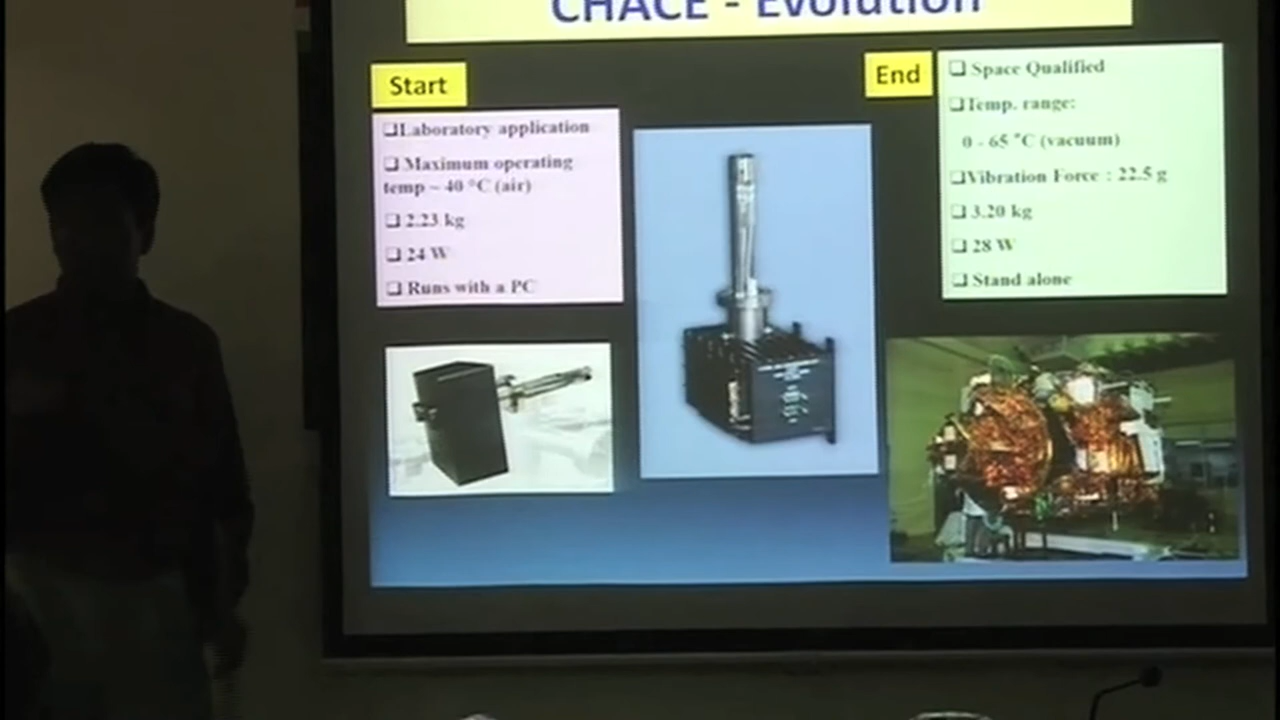 CHACE - Evolution
Start
❑Laboratory application
❑ Maximum operating
temp ~ 40 °C (air)
❑ 2.23 kg
❑ 24 W
❑ Runs with a PC
End
❑ Space Qualified
❑Temp. range:
0 - 65 °C (vacuum)
❑Vibration Force : 22.5 g
❑ 3.20 kg
❑ 28 W
❑ Stand alone